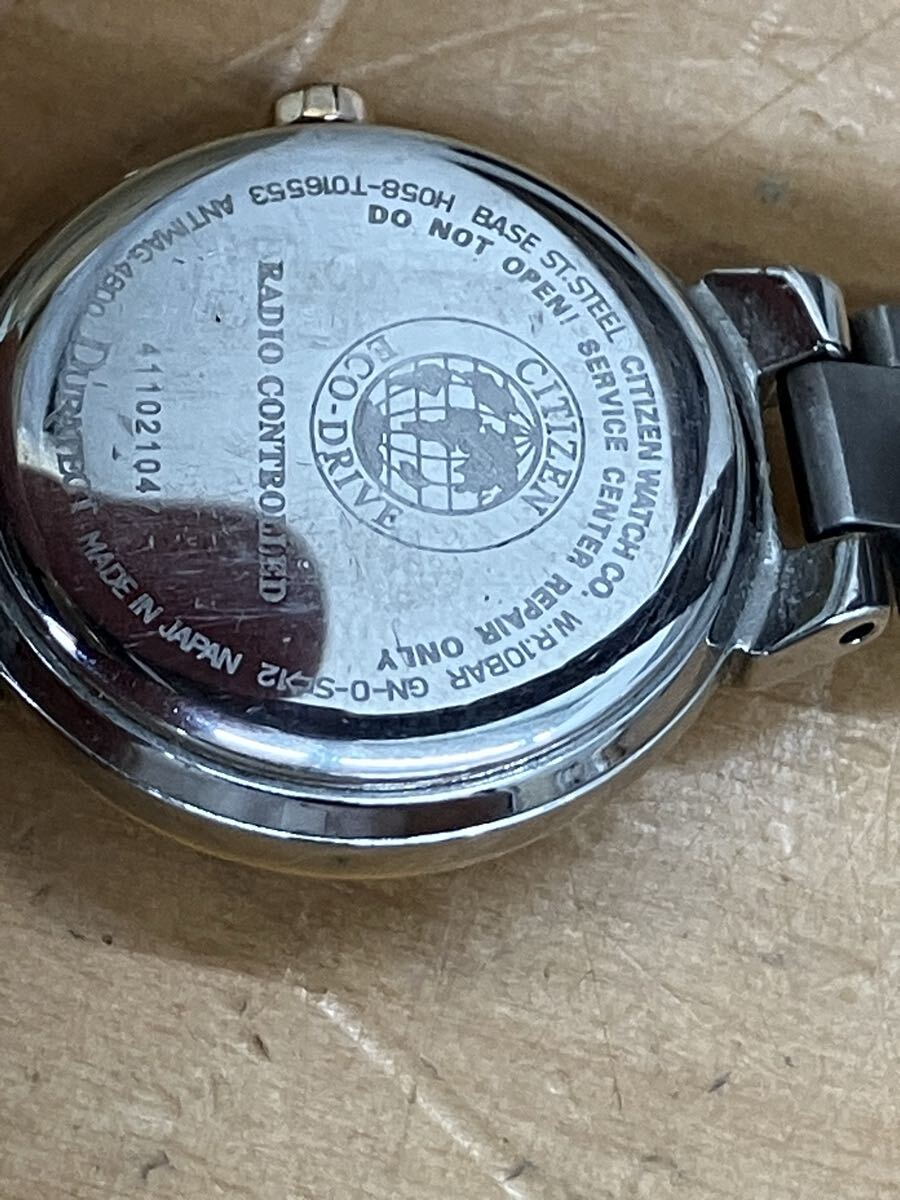 H058-T016553 BASE ST.STEEL CITIZEN WATCH CO. W.R.10BAR GN-0-S 12
DO NOT OPEN! SERVICE CENTER REPAIR ONLY
CITIZEN
ECO-DRIVE
RADIO CONTROLLED
41102104
ANTIMAG.4800 DURATECT MADE IN JAPAN